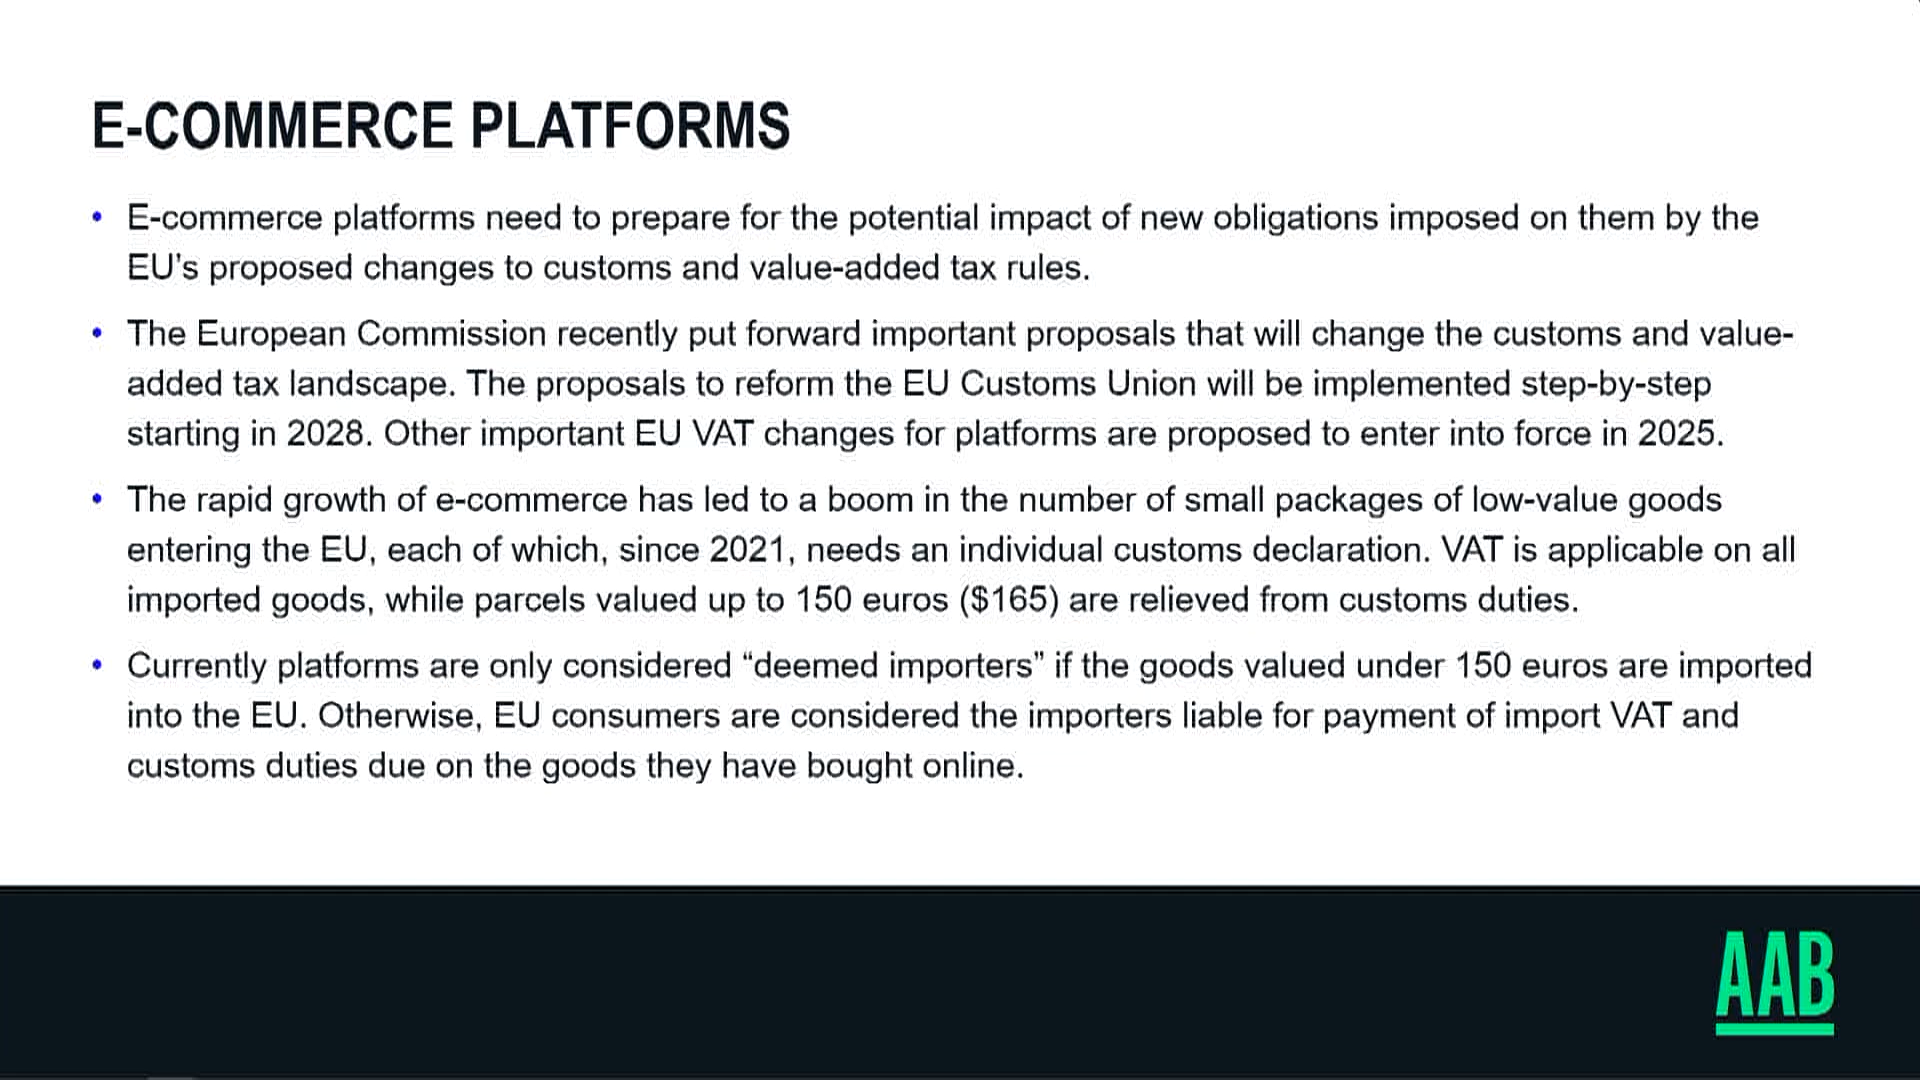 E-COMMERCE PLATFORMS
• E-commerce platforms need to prepare for the potential impact of new obligations imposed on them by the
EU's proposed changes to customs and value-added tax rules.
• The European Commission recently put forward important proposals that will change the customs and value-
added tax landscape. The proposals to reform the EU Customs Union will be implemented step-by-step
starting in 2028. Other important EU VAT changes for platforms are proposed to enter into force in 2025.
• The rapid growth of e-commerce has led to a boom in the number of small packages of low-value goods
entering the EU, each of which, since 2021, needs an individual customs declaration. VAT is applicable on all
imported goods, while parcels valued up to 150 euros ($165) are relieved from customs duties.
• Currently platforms are only considered “deemed importers” if the goods valued under 150 euros are imported
into the EU. Otherwise, EU consumers are considered the importers liable for payment of import VAT and
customs duties due on the goods they have bought online.
AAB